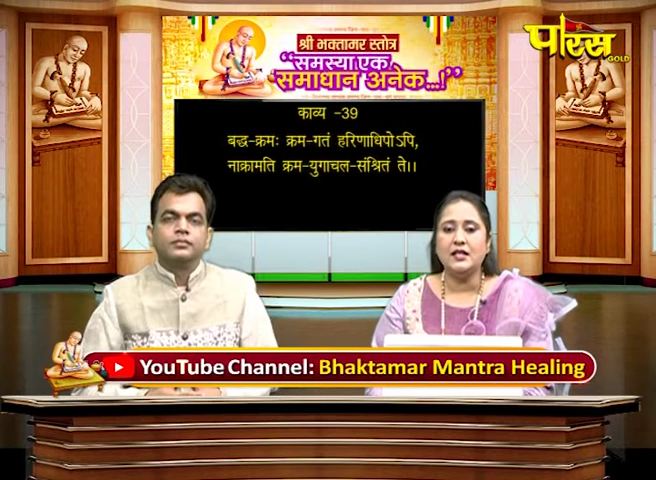 श्री भक्तामर स्तोत्र
“समस्या एक
समाधान अनेक...!”
पारस
GOLD
काव्य -39
बद्ध-क्रमः क्रम-गतं हरिणाधिपोऽपि,
नाक्रामति क्रम-युगाचल-संश्रितं ते।।
YouTube Channel: Bhaktamar Mantra Healing